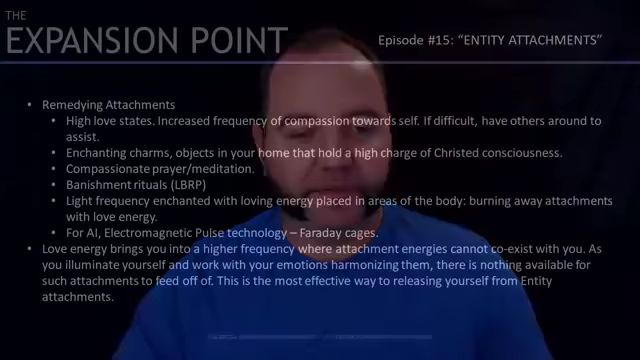 THE
EXPANSION POINT
Episode #15: “ENTITY ATTACHMENTS”
• Remedying Attachments
• High love states. Increased frequency of compassion towards self. If difficult, have others around to
assist.
• Enchanting charms, objects in your home that hold a high charge of Christed consciousness.
• Compassionate prayer/meditation.
• Banishment rituals (LBRP)
• Light frequency enchanted with loving energy placed in areas of the body: burning away attachments
with love energy.
• For AI, Electromagnetic Pulse technology – Faraday cages.
• Love energy brings you into a higher frequency where attachment energies cannot co-exist with you. As
you illuminate yourself and work with your emotions harmonizing them, there is nothing available for
such attachments to feed off of. This is the most effective way to releasing yourself from Entity
attachments.